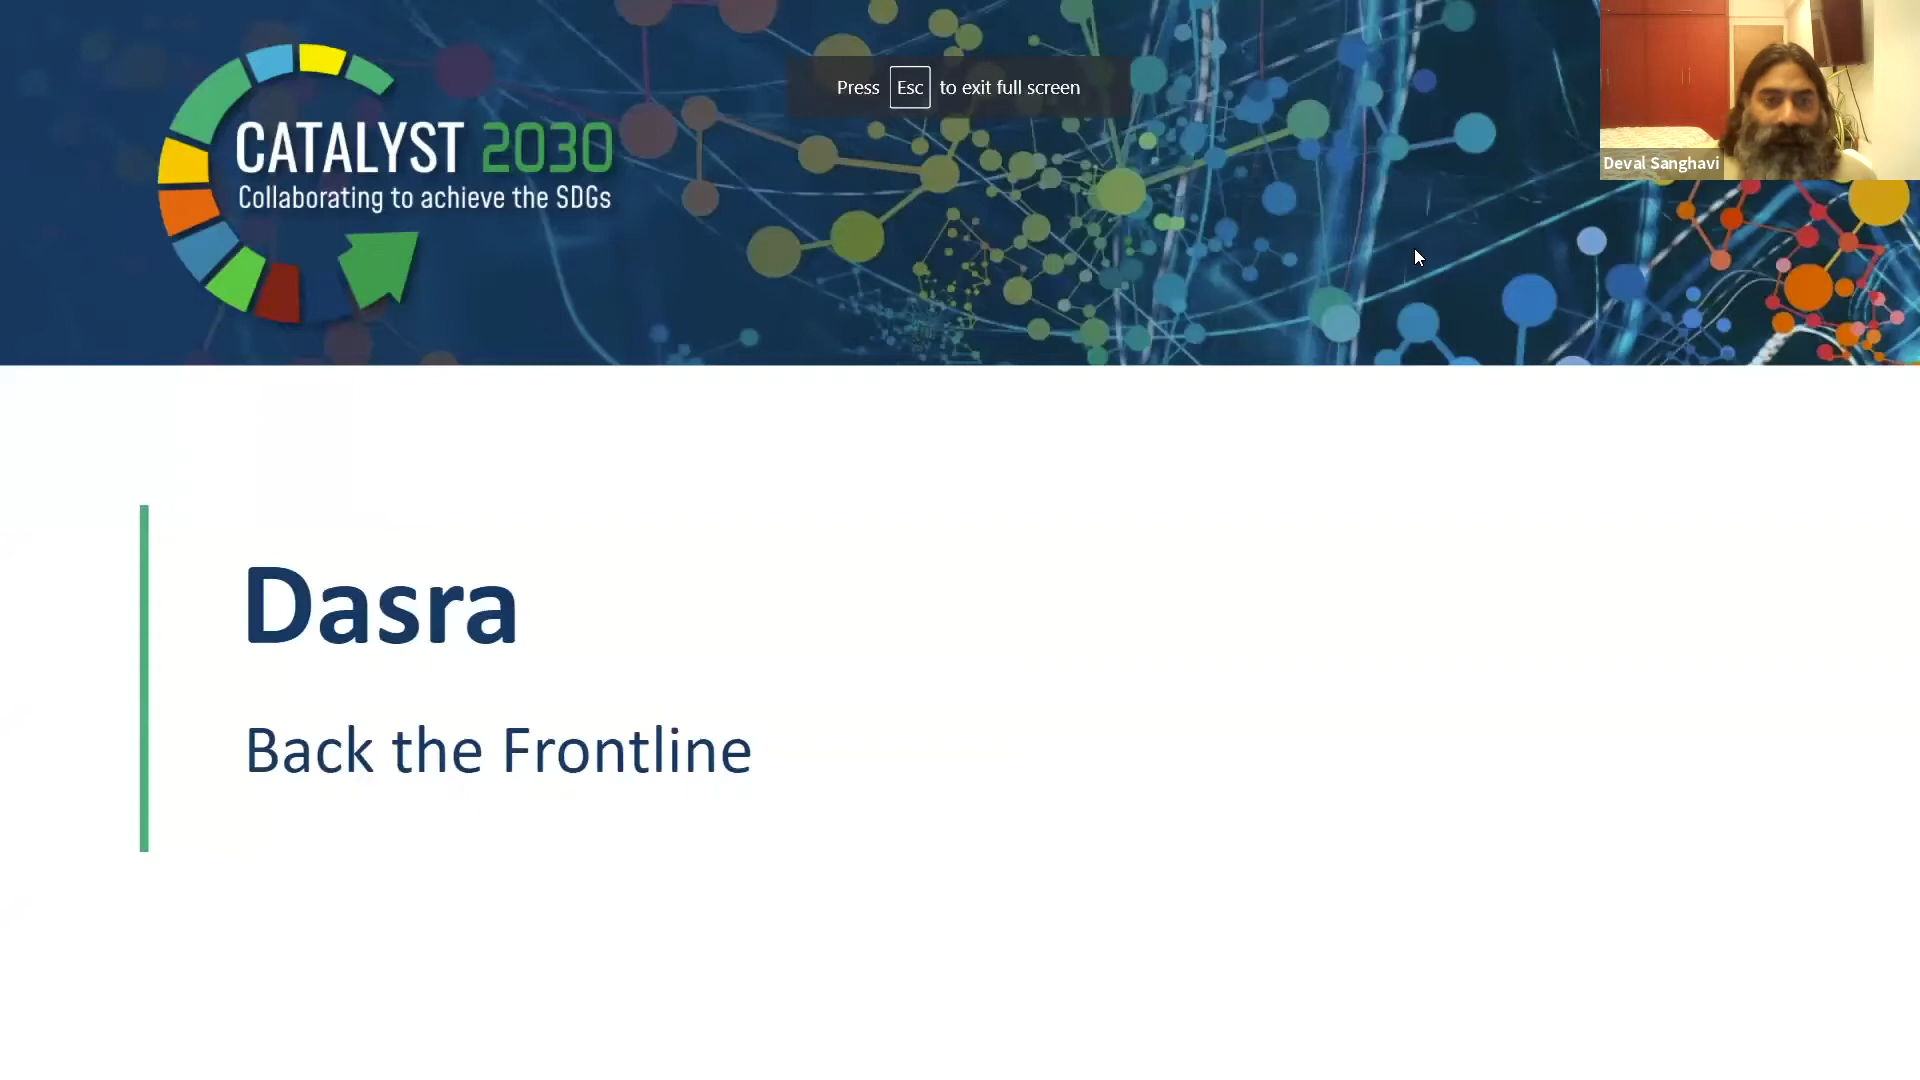 Press Esc to exit full screen
CATALYST 2030
Collaborating to achieve the SDGs
Deval Sanghavi
Dasra
Back the Frontline